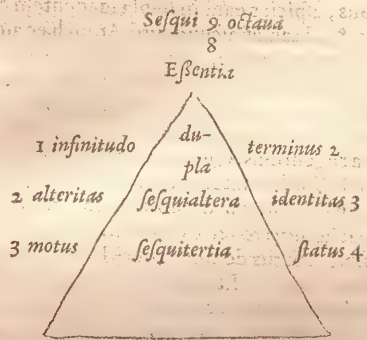 Seſqui 9 octaua
8
Eſſentia
1 infinitudo du- terminus 2
pla
2 alteritas ſeſquialtera identitas 3
3 motus ſeſquitertia ſtatus 4